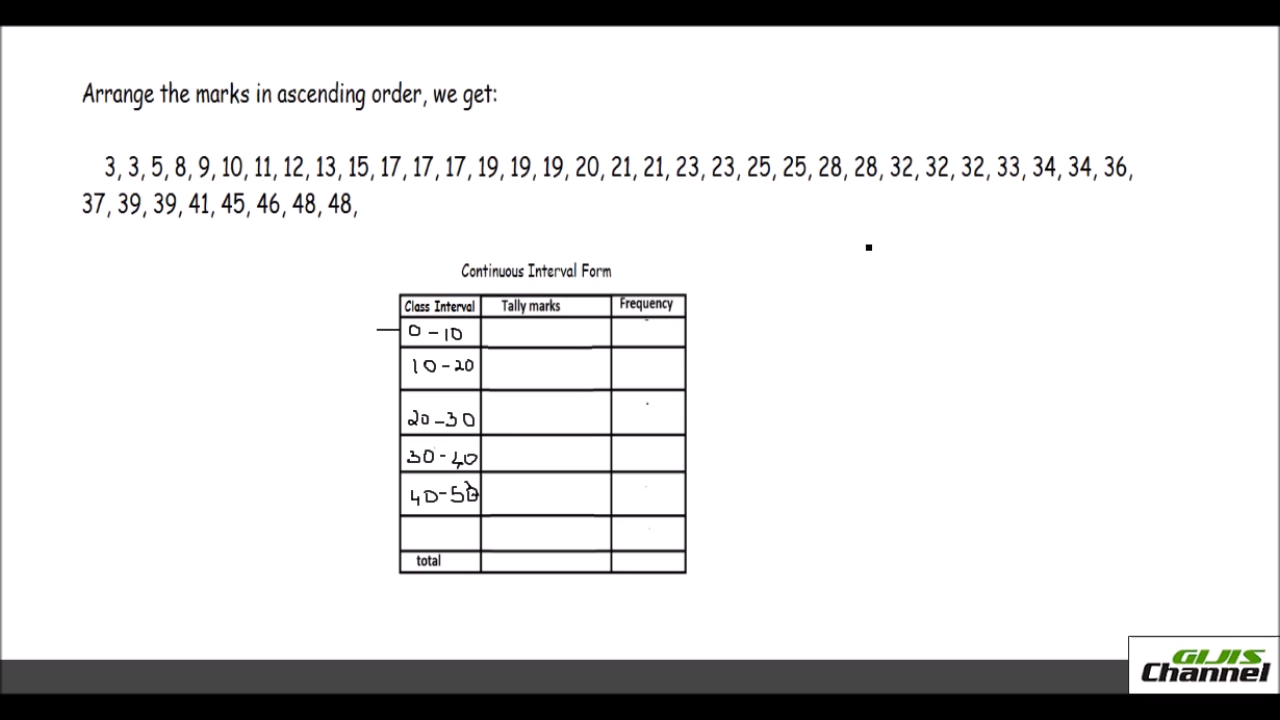 Arrange the marks in ascending order, we get:
3, 3, 5, 8, 9, 10, 11, 12, 13, 15, 17, 17, 17, 19, 19, 19, 20, 21, 21, 23, 23, 25, 25, 28, 28, 32, 32, 32, 33, 34, 34, 36,
37, 39, 39, 41, 45, 46, 48, 48,
Continuous Interval Form
Class Interval Tally marks Frequency
0 - 10
10 - 20
20 - 30
30 - 40
40 - 50
total
GIJIS
Channel